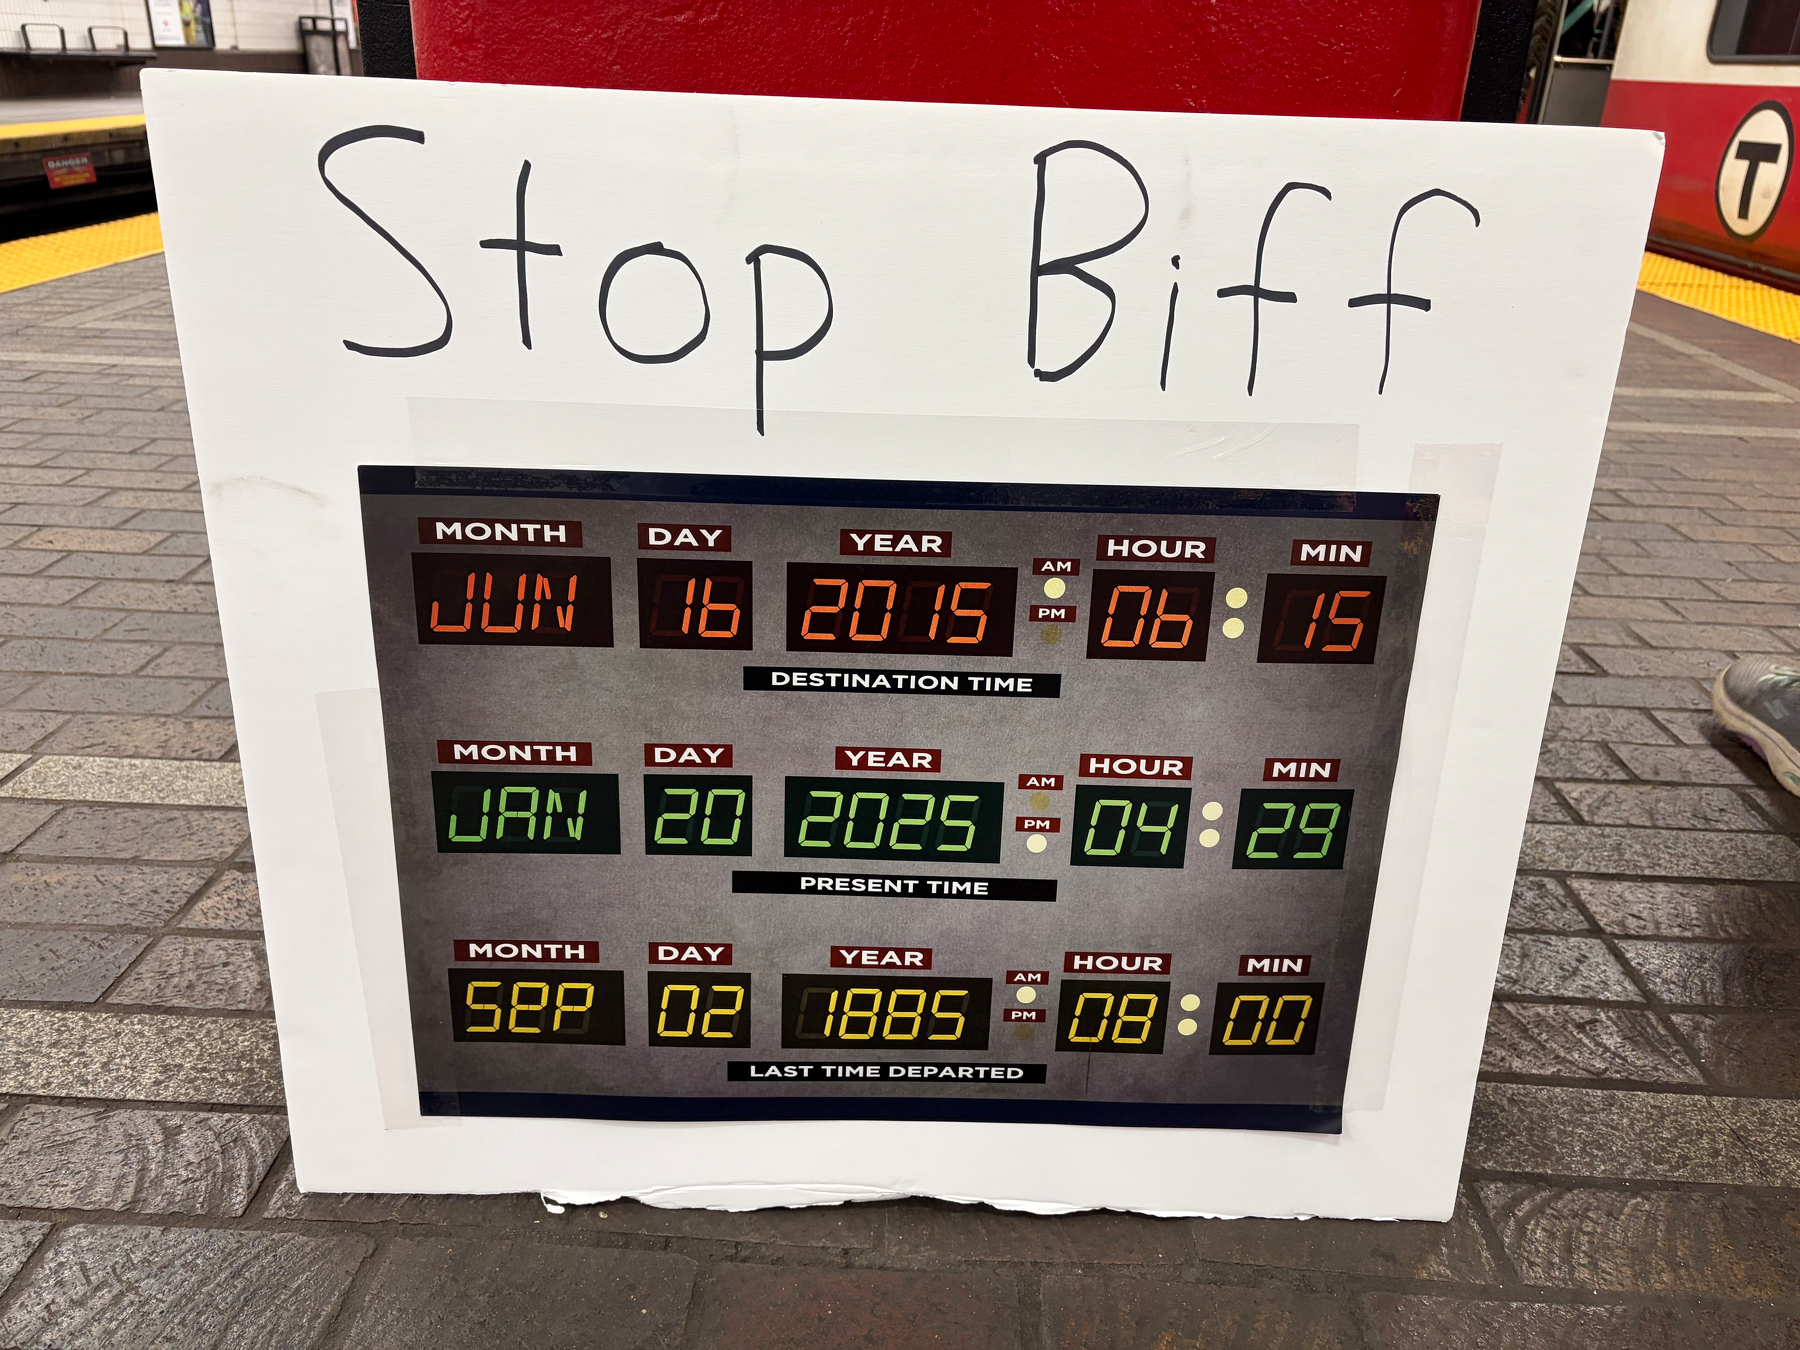 Stop Biff
MONTH DAY YEAR HOUR MIN
AM
JUN 16 2015 06 : 15
PM
DESTINATION TIME
MONTH DAY YEAR HOUR MIN
AM
JAN 20 2025 04 : 29
PM
PRESENT TIME
MONTH DAY YEAR HOUR MIN
AM
SEP 02 1885 08 : 00
PM
LAST TIME DEPARTED
T
DANGER